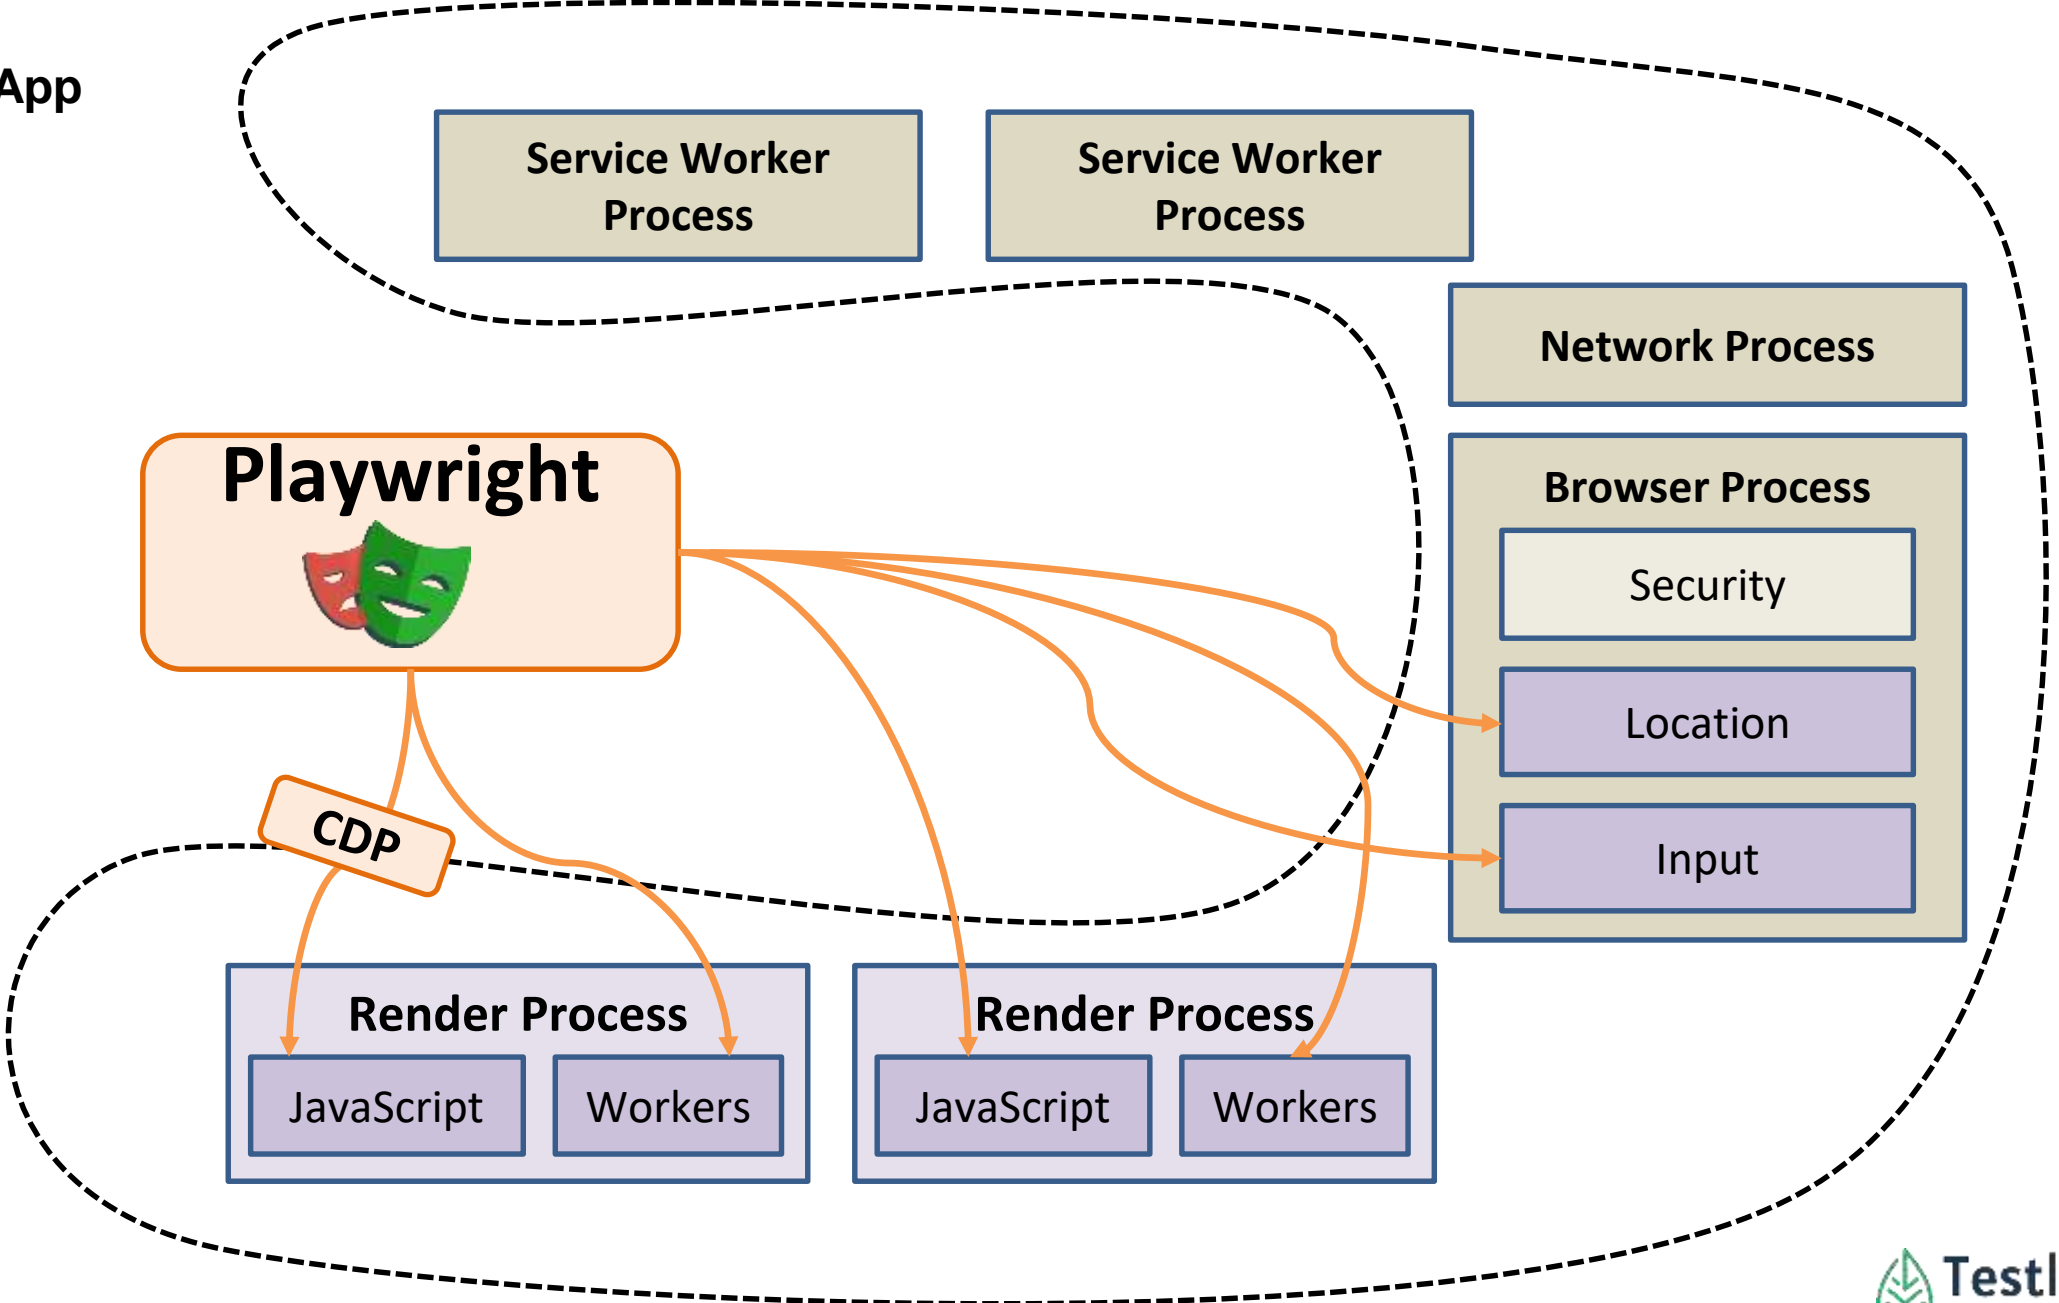 App
Service Worker
Process
Service Worker
Process
Network Process
Playwright
Browser Process
Security
Location
CDP
Input
Render Process
Render Process
JavaScript
Workers
JavaScript
Workers
Testl